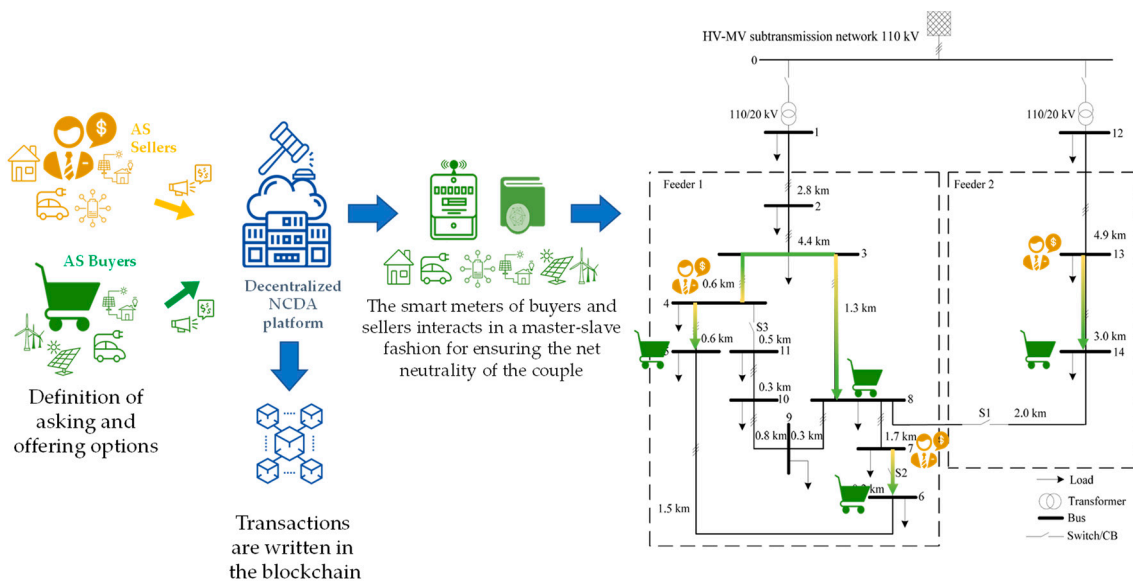 AS
Sellers
AS Buyers
Definition of
asking and
offering options
Decentralized
NCDA
platform
Transactions
are written in
the blockchain
The smart meters of buyers and
sellers interacts in a master-slave
fashion for ensuring the net
neutrality of the couple
HV-MV subtransmission network 110 kV
0
110/20 kV
110/20 kV
1
12
Feeder 1
Feeder 2
2.8 km
2
4.4 km
4.9 km
3
13
0.6 km
4
1.3 km
S3
0.6 km
0.5 km
3.0 km
11
14
0.3 km
10
8
9
S1
2.0 km
0.8 km
0.3 km
1.7 km
7
S2
6
1.5 km
Load
Transformer
Bus
Switch/CB